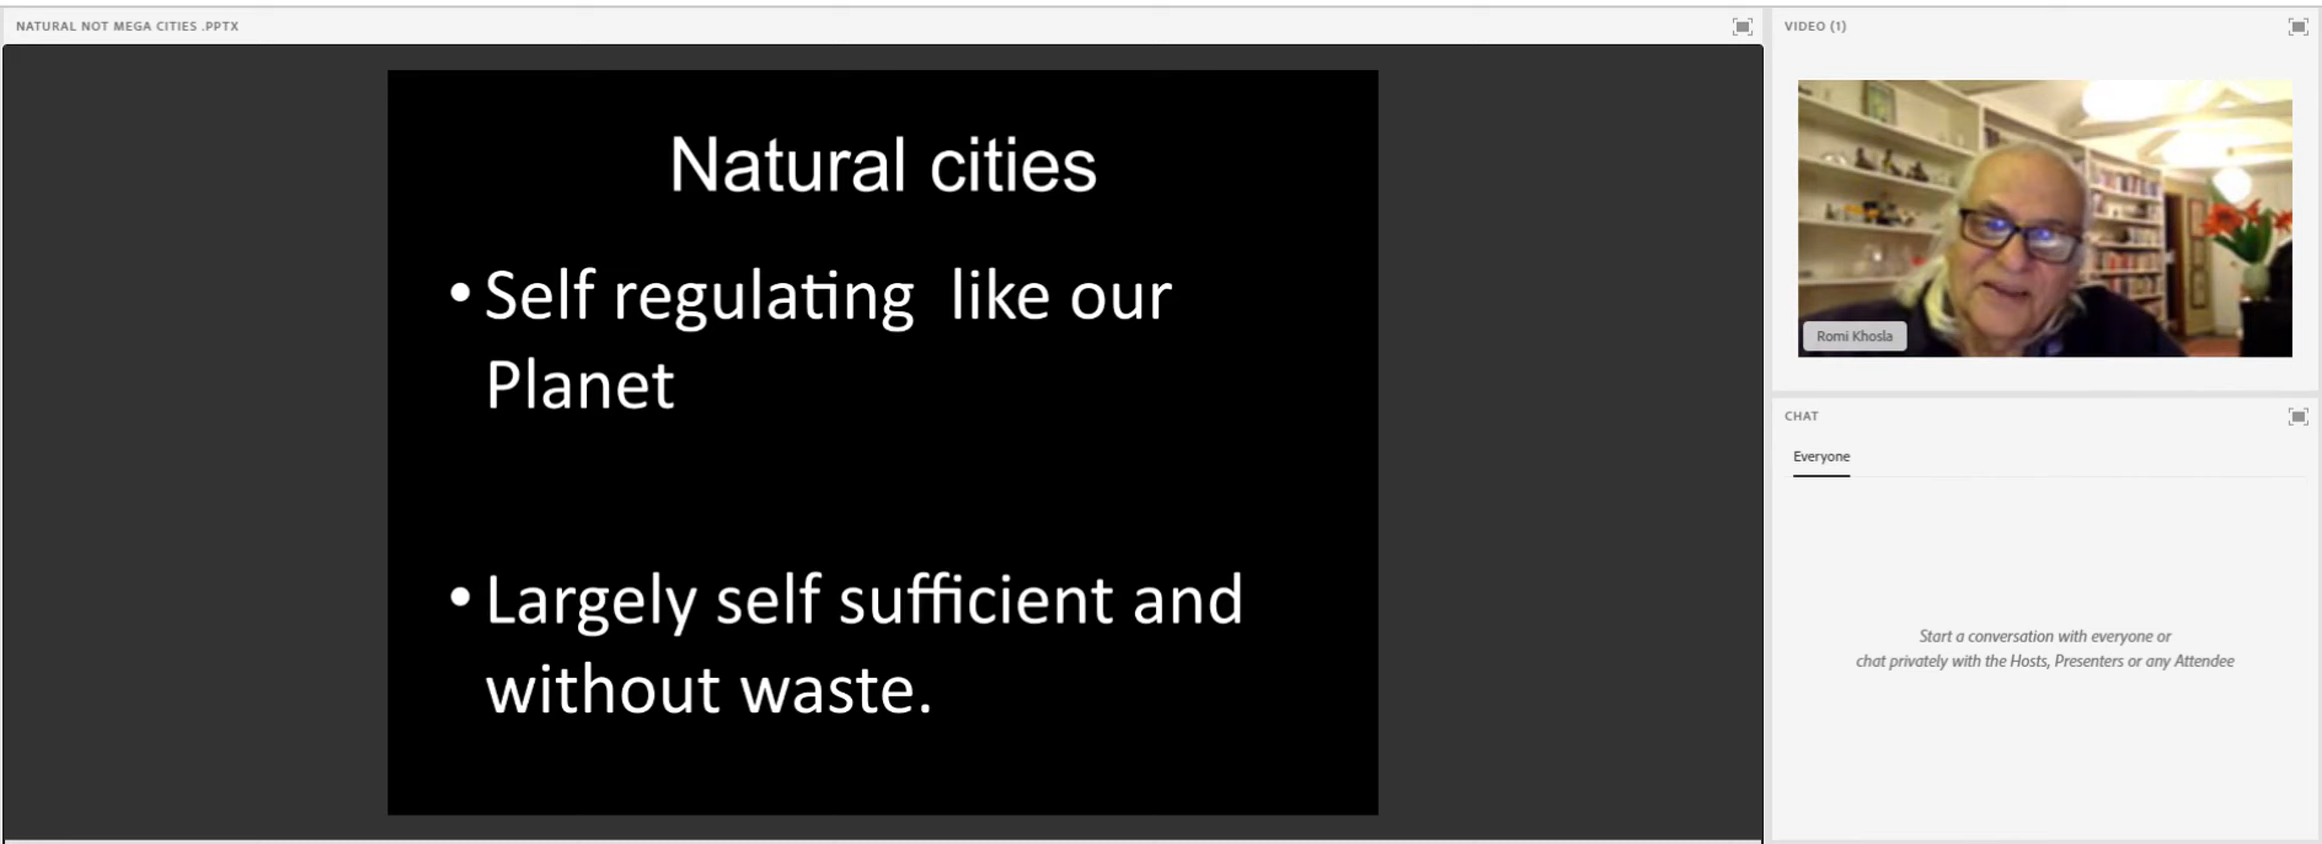 NATURAL NOT MEGA CITIES .PPTX
Natural cities
• Self regulating  like our
Planet
• Largely self sufficient and
without waste.
VIDEO (1)
Romi Khosla
CHAT
Everyone
Start a conversation with everyone or
chat privately with the Hosts, Presenters or any Attendee